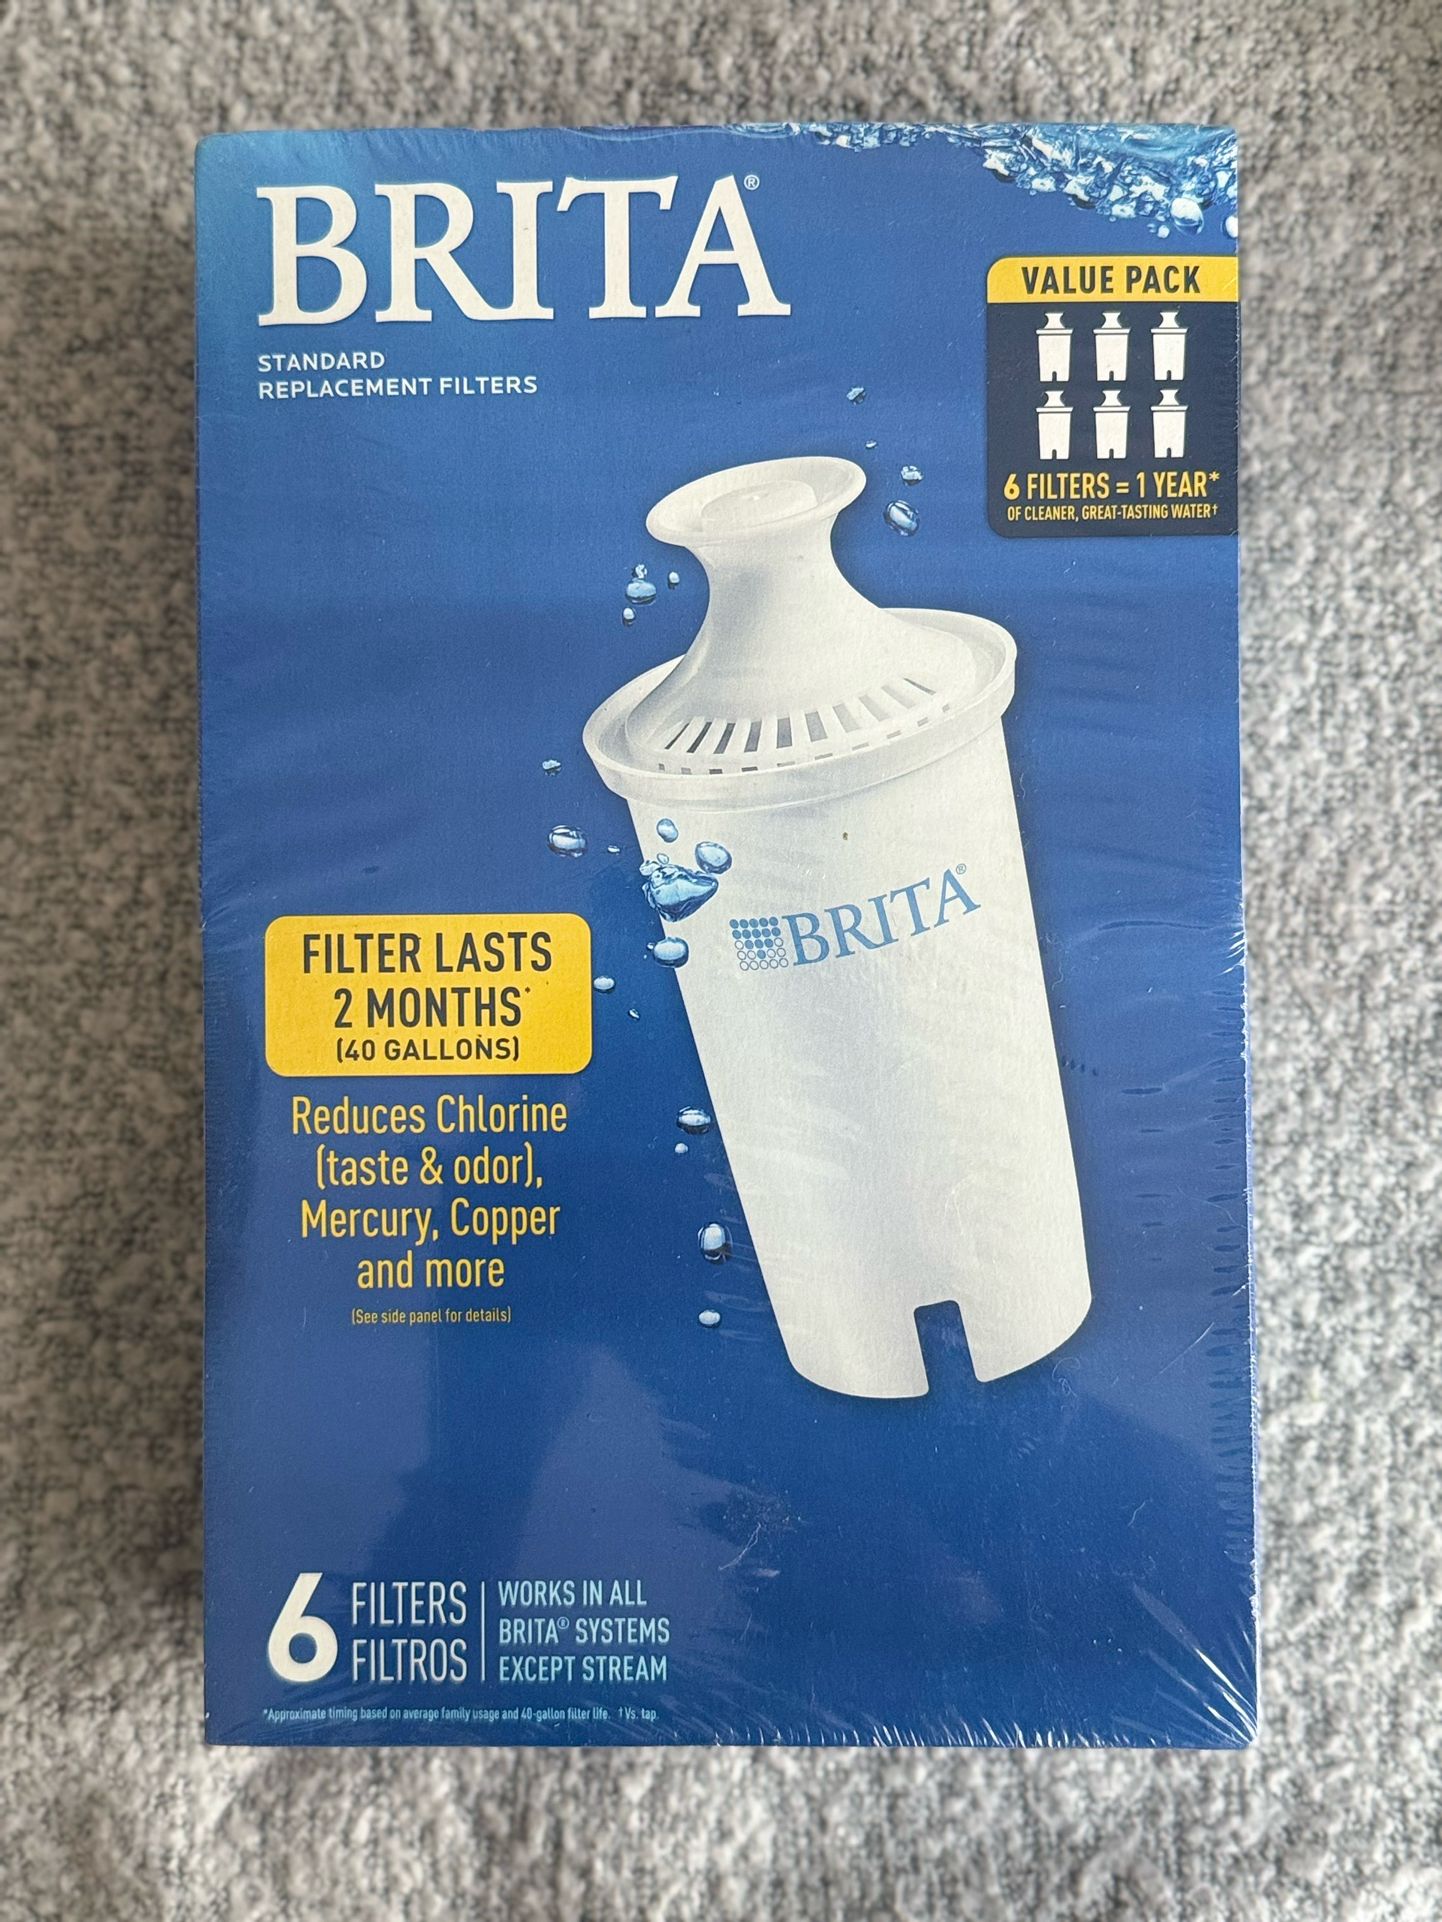 BRITA®
STANDARD
REPLACEMENT FILTERS
VALUE PACK
6 FILTERS = 1 YEAR*
OF CLEANER, GREAT-TASTING WATER†
BRITA®
FILTER LASTS
2 MONTHS*
(40 GALLONS)
Reduces Chlorine
(taste & odor),
Mercury, Copper
and more
(See side panel for details)
6 FILTERS
FILTROS
WORKS IN ALL
BRITA® SYSTEMS
EXCEPT STREAM
*Approximate timing based on average family usage and 40-gallon filter life. †Vs. tap.